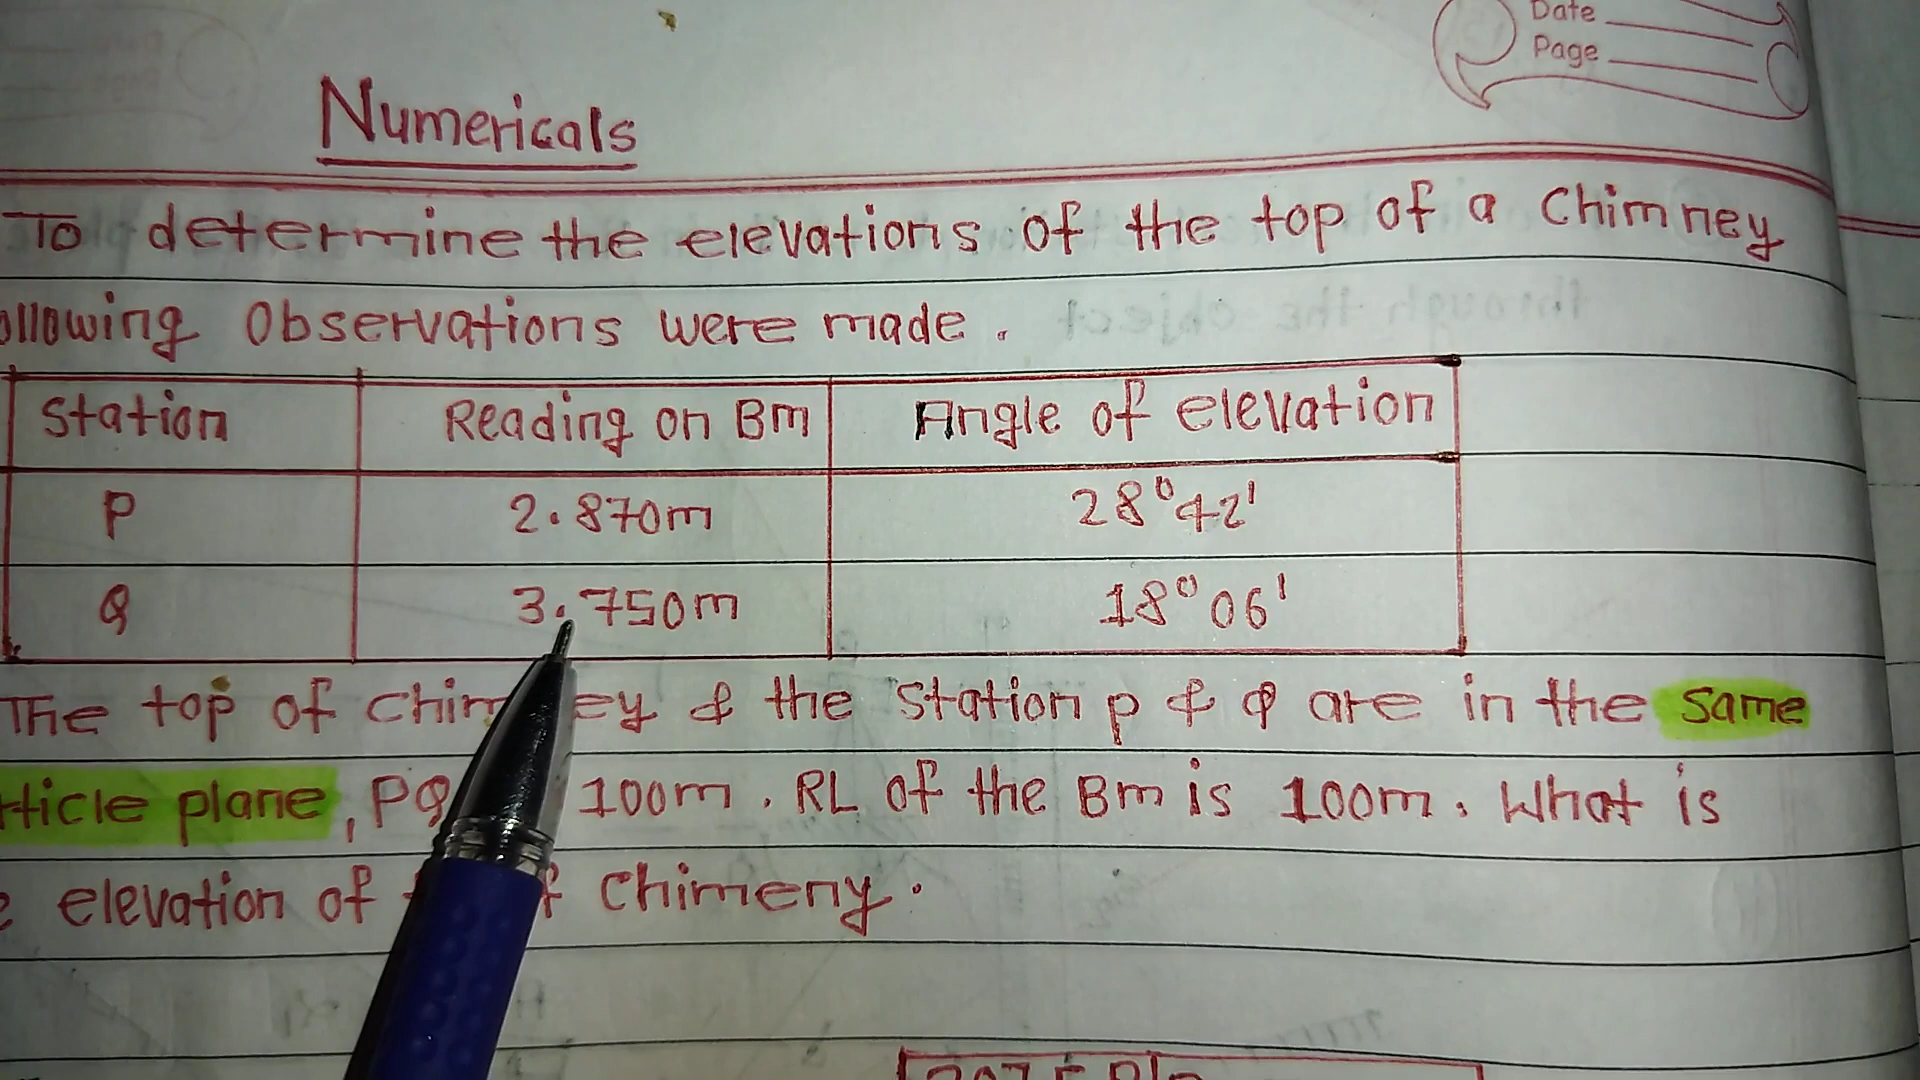 Date
Page
Numericals
To determine the elevations of the top of a Chimney
ollowing Observations were made.
Station Reading on Bm Angle of elevation
P 2.870m 28°42'
Q 3.750m 18°06'
The top of chim ey & the Station p & Q are in the same
rticle plane, PQ 100m. RL of the Bm is 100m. What is
elevation of Chimeny.